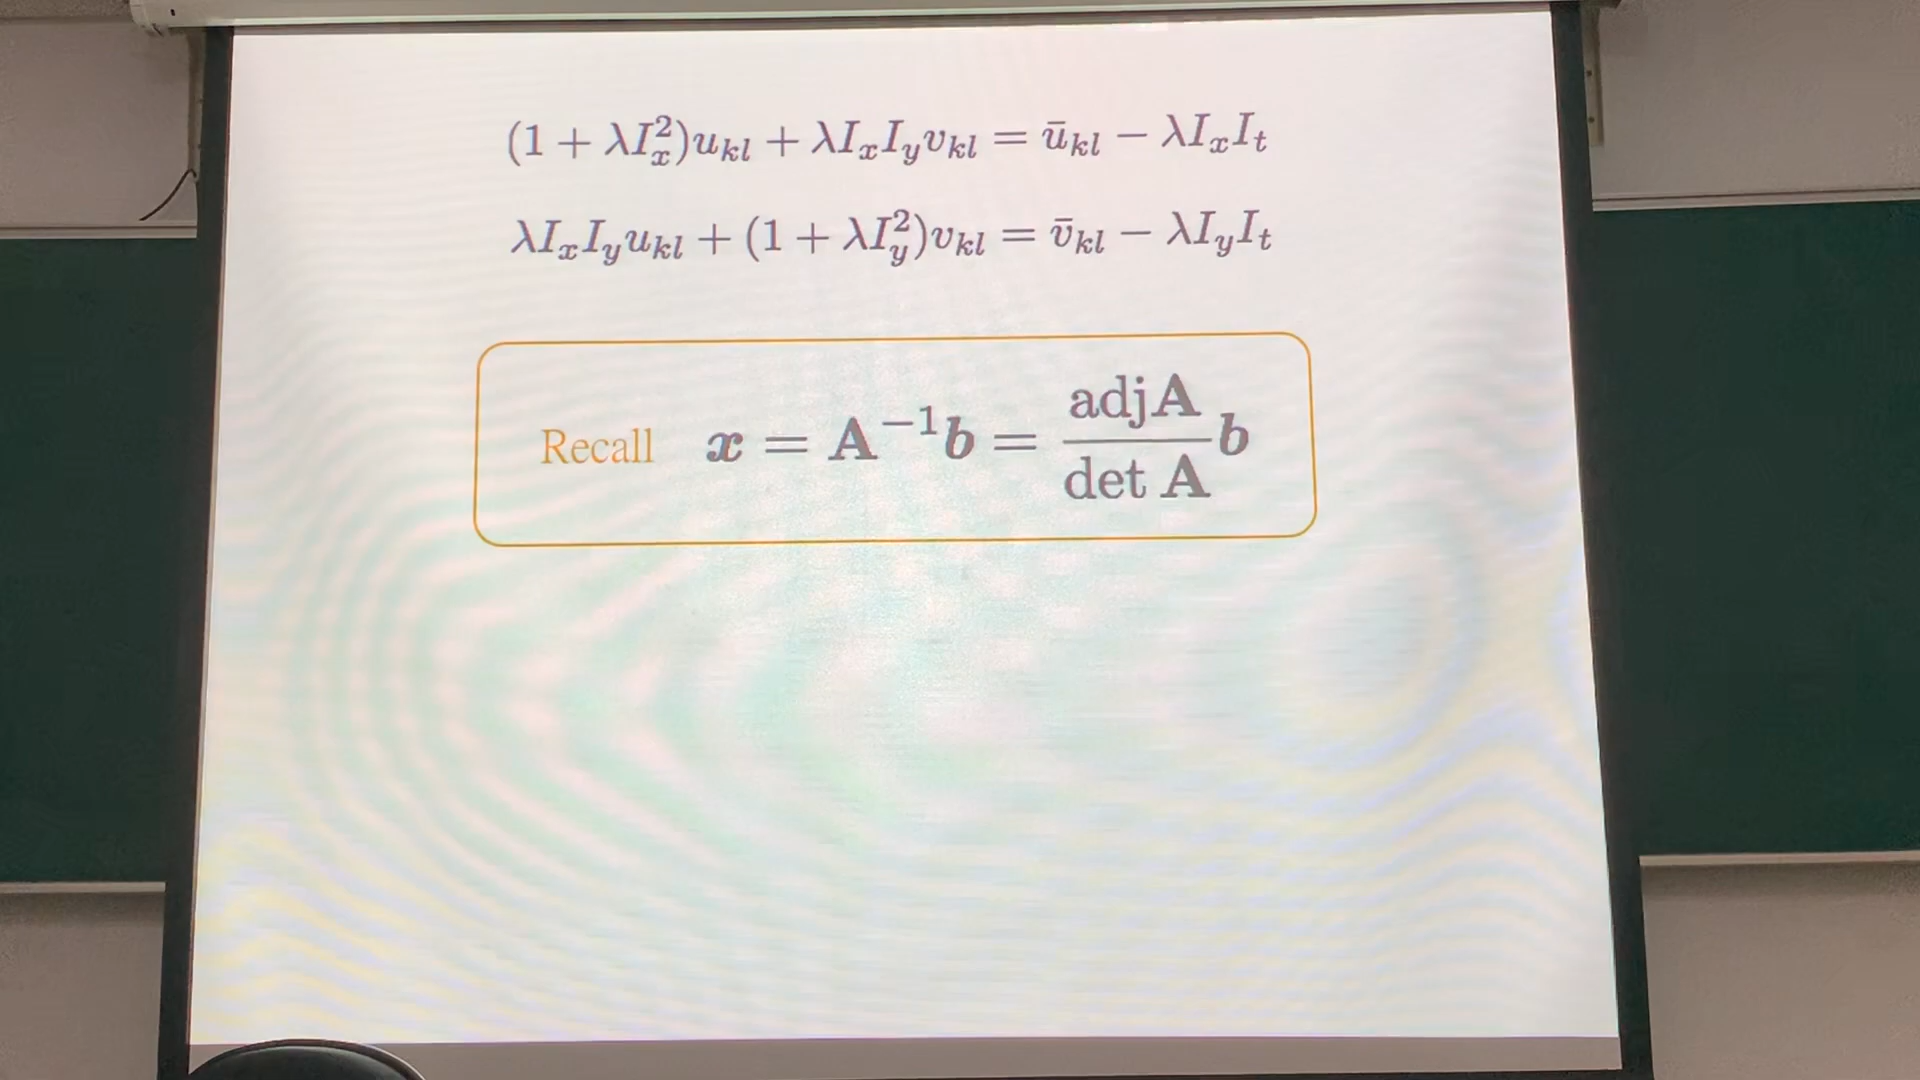 (1 + λI_x^2)u_{kl} + λI_xI_yv_{kl} = ū_{kl} − λI_xI_t
λI_xI_yu_{kl} + (1 + λI_y^2)v_{kl} = v̄_{kl} − λI_yI_t
Recall x = A^{−1}b = \frac{adjA}{det A} b